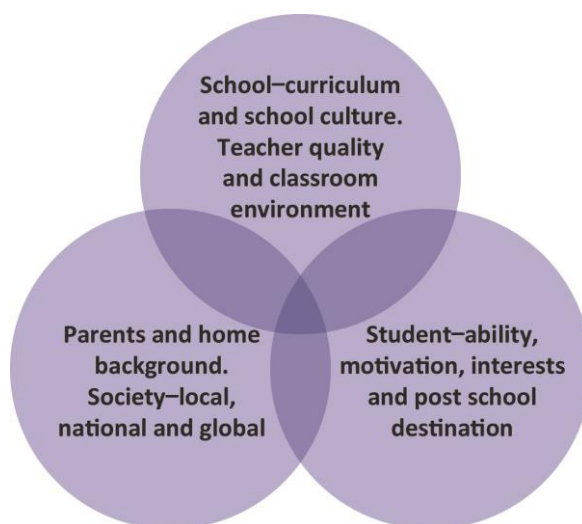 School–curriculum
and school culture.
Teacher quality
and classroom
environment
Parents and home
background.
Society–local,
national and global
Student–ability,
motivation, interests
and post school
destination